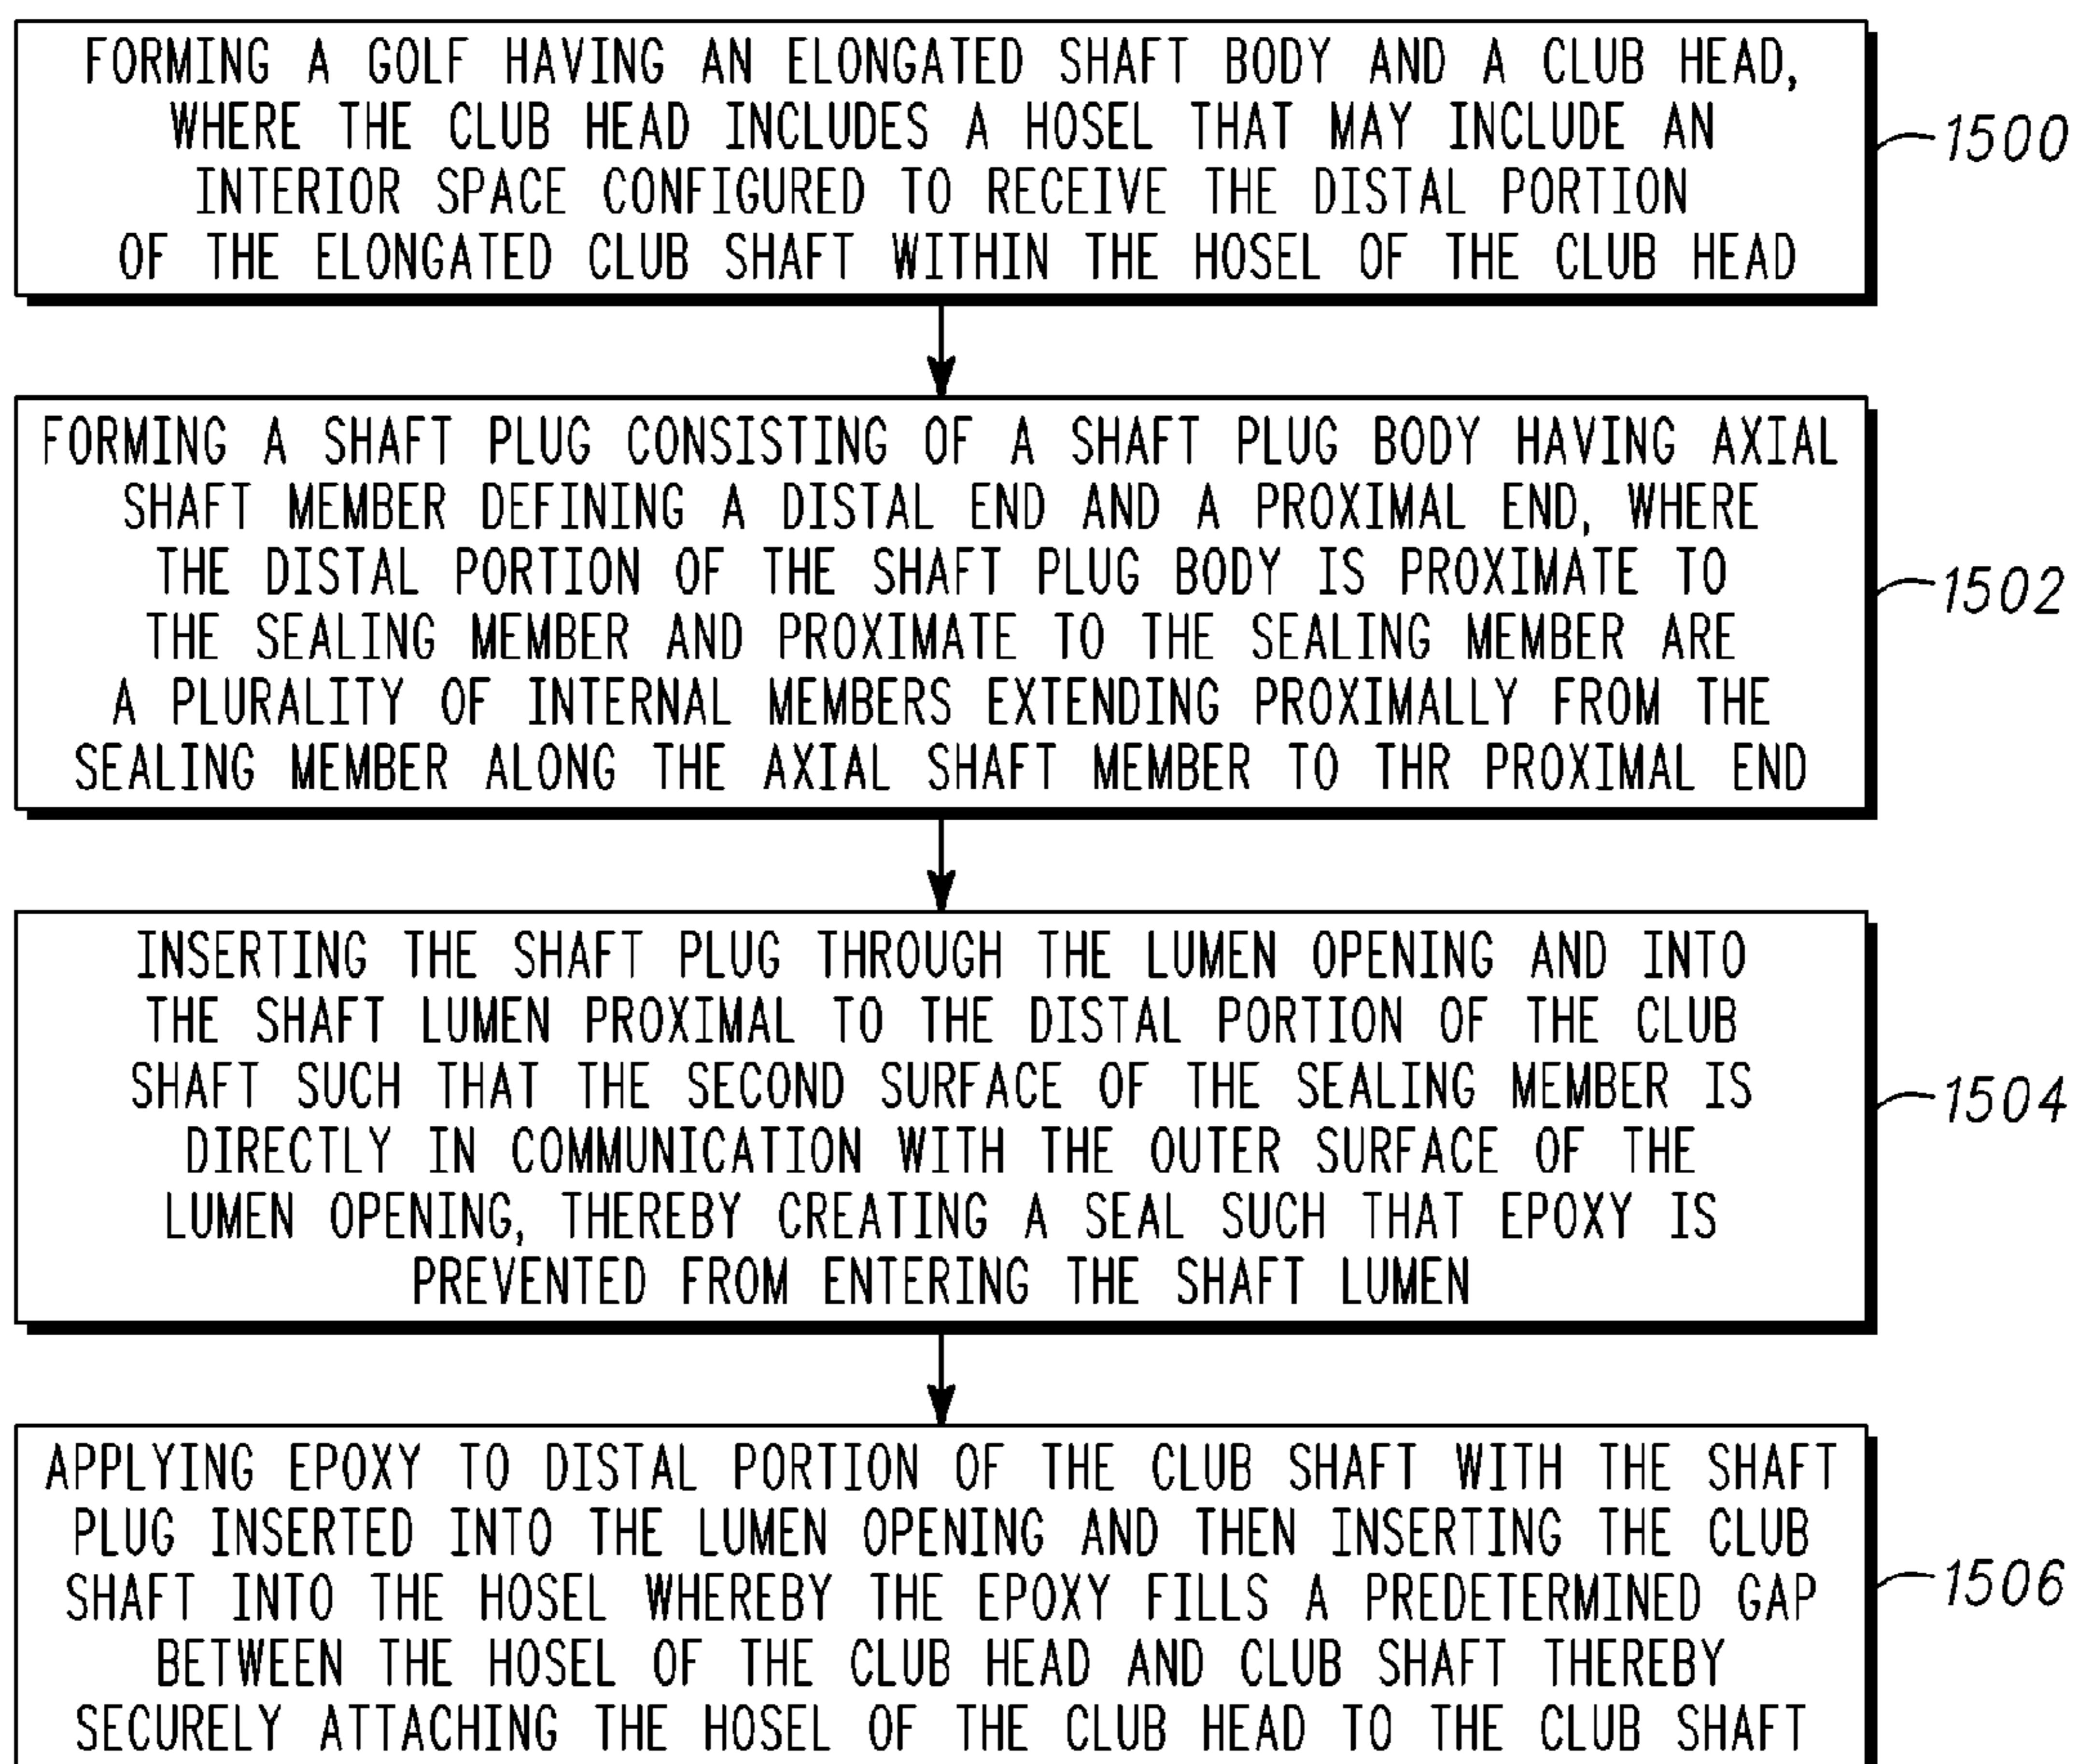 FORMING A GOLF HAVING AN ELONGATED SHAFT BODY AND A CLUB HEAD,
WHERE THE CLUB HEAD INCLUDES A HOSEL THAT MAY INCLUDE AN
INTERIOR SPACE CONFIGURED TO RECEIVE THE DISTAL PORTION
OF THE ELONGATED CLUB SHAFT WITHIN THE HOSEL OF THE CLUB HEAD
1500
FORMING A SHAFT PLUG CONSISTING OF A SHAFT PLUG BODY HAVING AXIAL
SHAFT MEMBER DEFINING A DISTAL END AND A PROXIMAL END, WHERE
THE DISTAL PORTION OF THE SHAFT PLUG BODY IS PROXIMATE TO
THE SEALING MEMBER AND PROXIMATE TO THE SEALING MEMBER ARE
A PLURALITY OF INTERNAL MEMBERS EXTENDING PROXIMALLY FROM THE
SEALING MEMBER ALONG THE AXIAL SHAFT MEMBER TO THR PROXIMAL END
1502
INSERTING THE SHAFT PLUG THROUGH THE LUMEN OPENING AND INTO
THE SHAFT LUMEN PROXIMAL TO THE DISTAL PORTION OF THE CLUB
SHAFT SUCH THAT THE SECOND SURFACE OF THE SEALING MEMBER IS
DIRECTLY IN COMMUNICATION WITH THE OUTER SURFACE OF THE
LUMEN OPENING, THEREBY CREATING A SEAL SUCH THAT EPOXY IS
PREVENTED FROM ENTERING THE SHAFT LUMEN
1504
APPLYING EPOXY TO DISTAL PORTION OF THE CLUB SHAFT WITH THE SHAFT
PLUG INSERTED INTO THE LUMEN OPENING AND THEN INSERTING THE CLUB
SHAFT INTO THE HOSEL WHEREBY THE EPOXY FILLS A PREDETERMINED GAP
BETWEEN THE HOSEL OF THE CLUB HEAD AND CLUB SHAFT THEREBY
SECURELY ATTACHING THE HOSEL OF THE CLUB HEAD TO THE CLUB SHAFT
1506